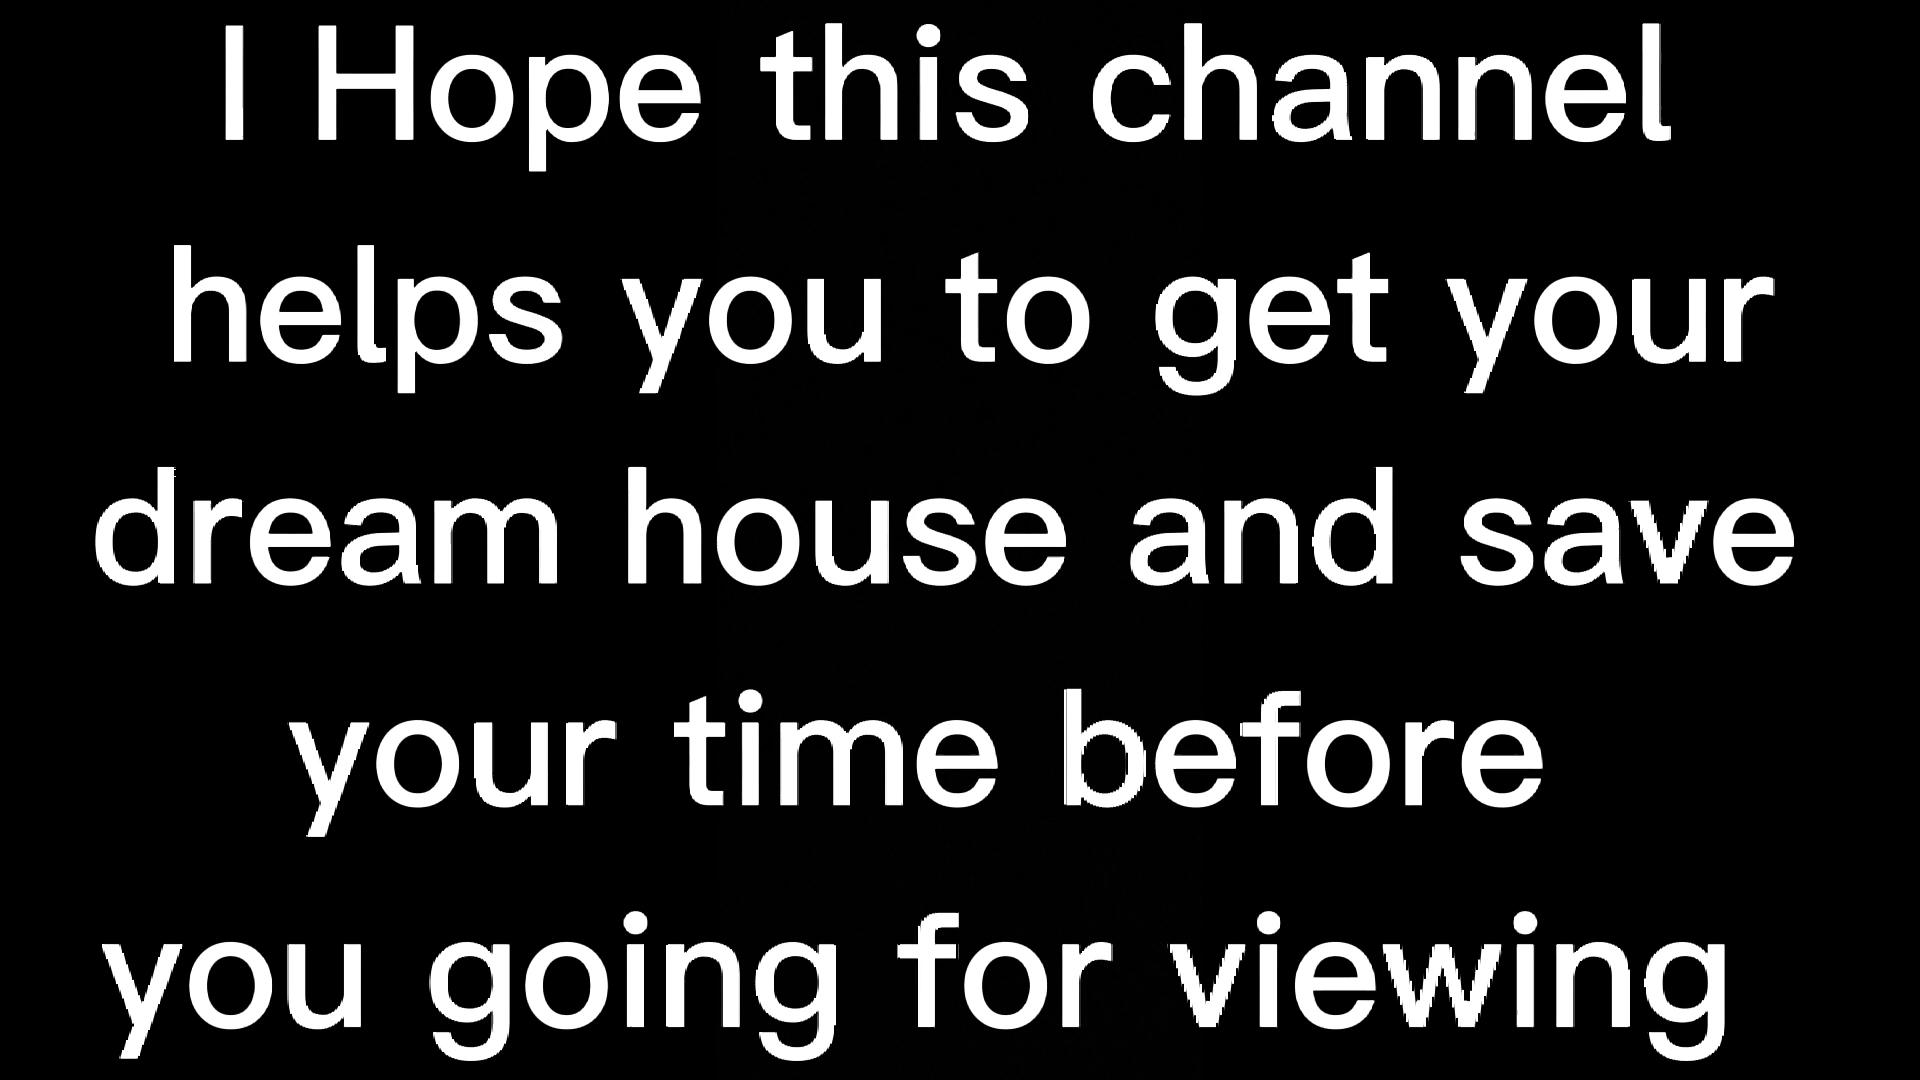 I Hope this channel
helps you to get your
dream house and save
your time before
you going for viewing